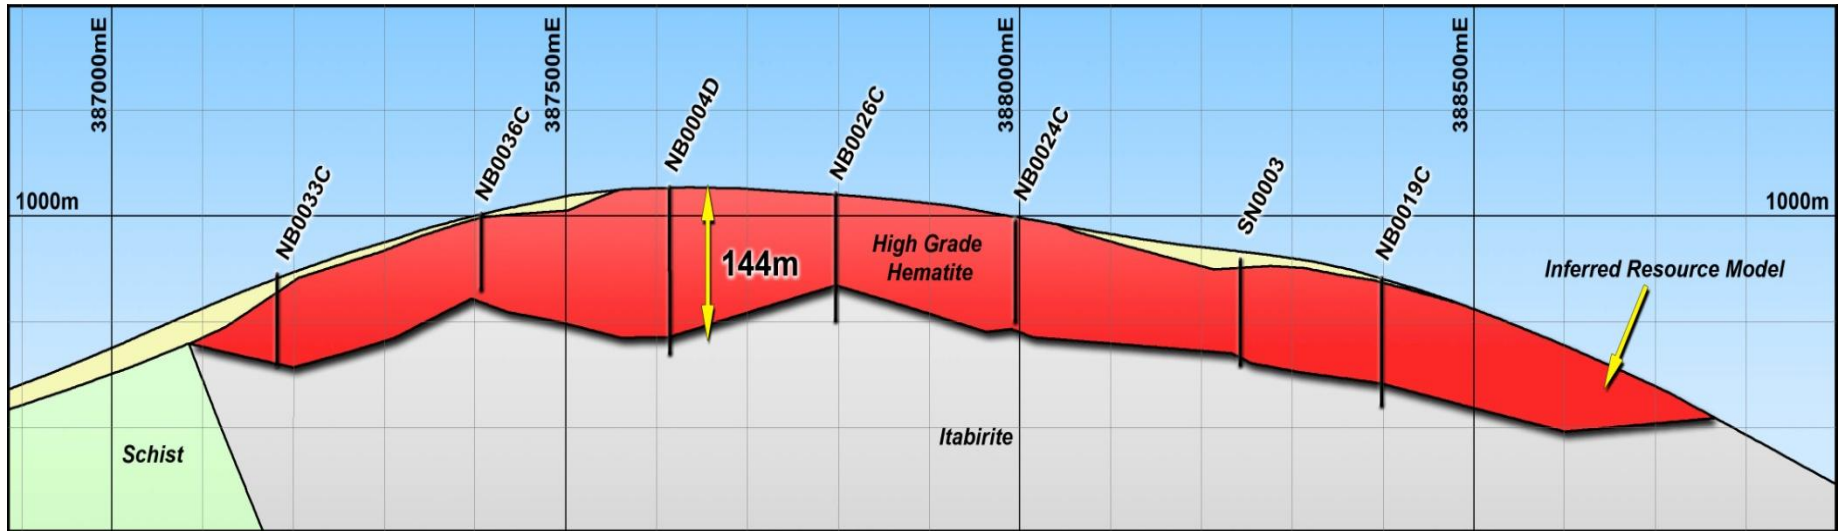 387000mE
387500mE
388000mE
388500mE
NB0033C
NB0036C
NB0004D
NB0026C
NB0024C
SN0003
NB0019C
1000m
1000m
144m
High Grade
Hematite
Inferred Resource Model
Schist
Itabirite